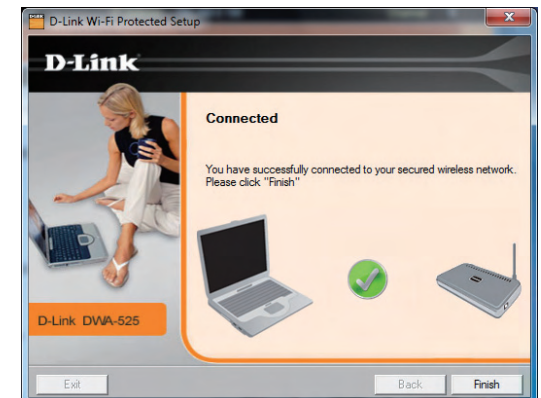 D-Link Wi-Fi Protected Setup
D-Link
Connected
You have successfully connected to your secured wireless network.
Please click "Finish"
D-Link DWA-525
Exit
Back
Finish